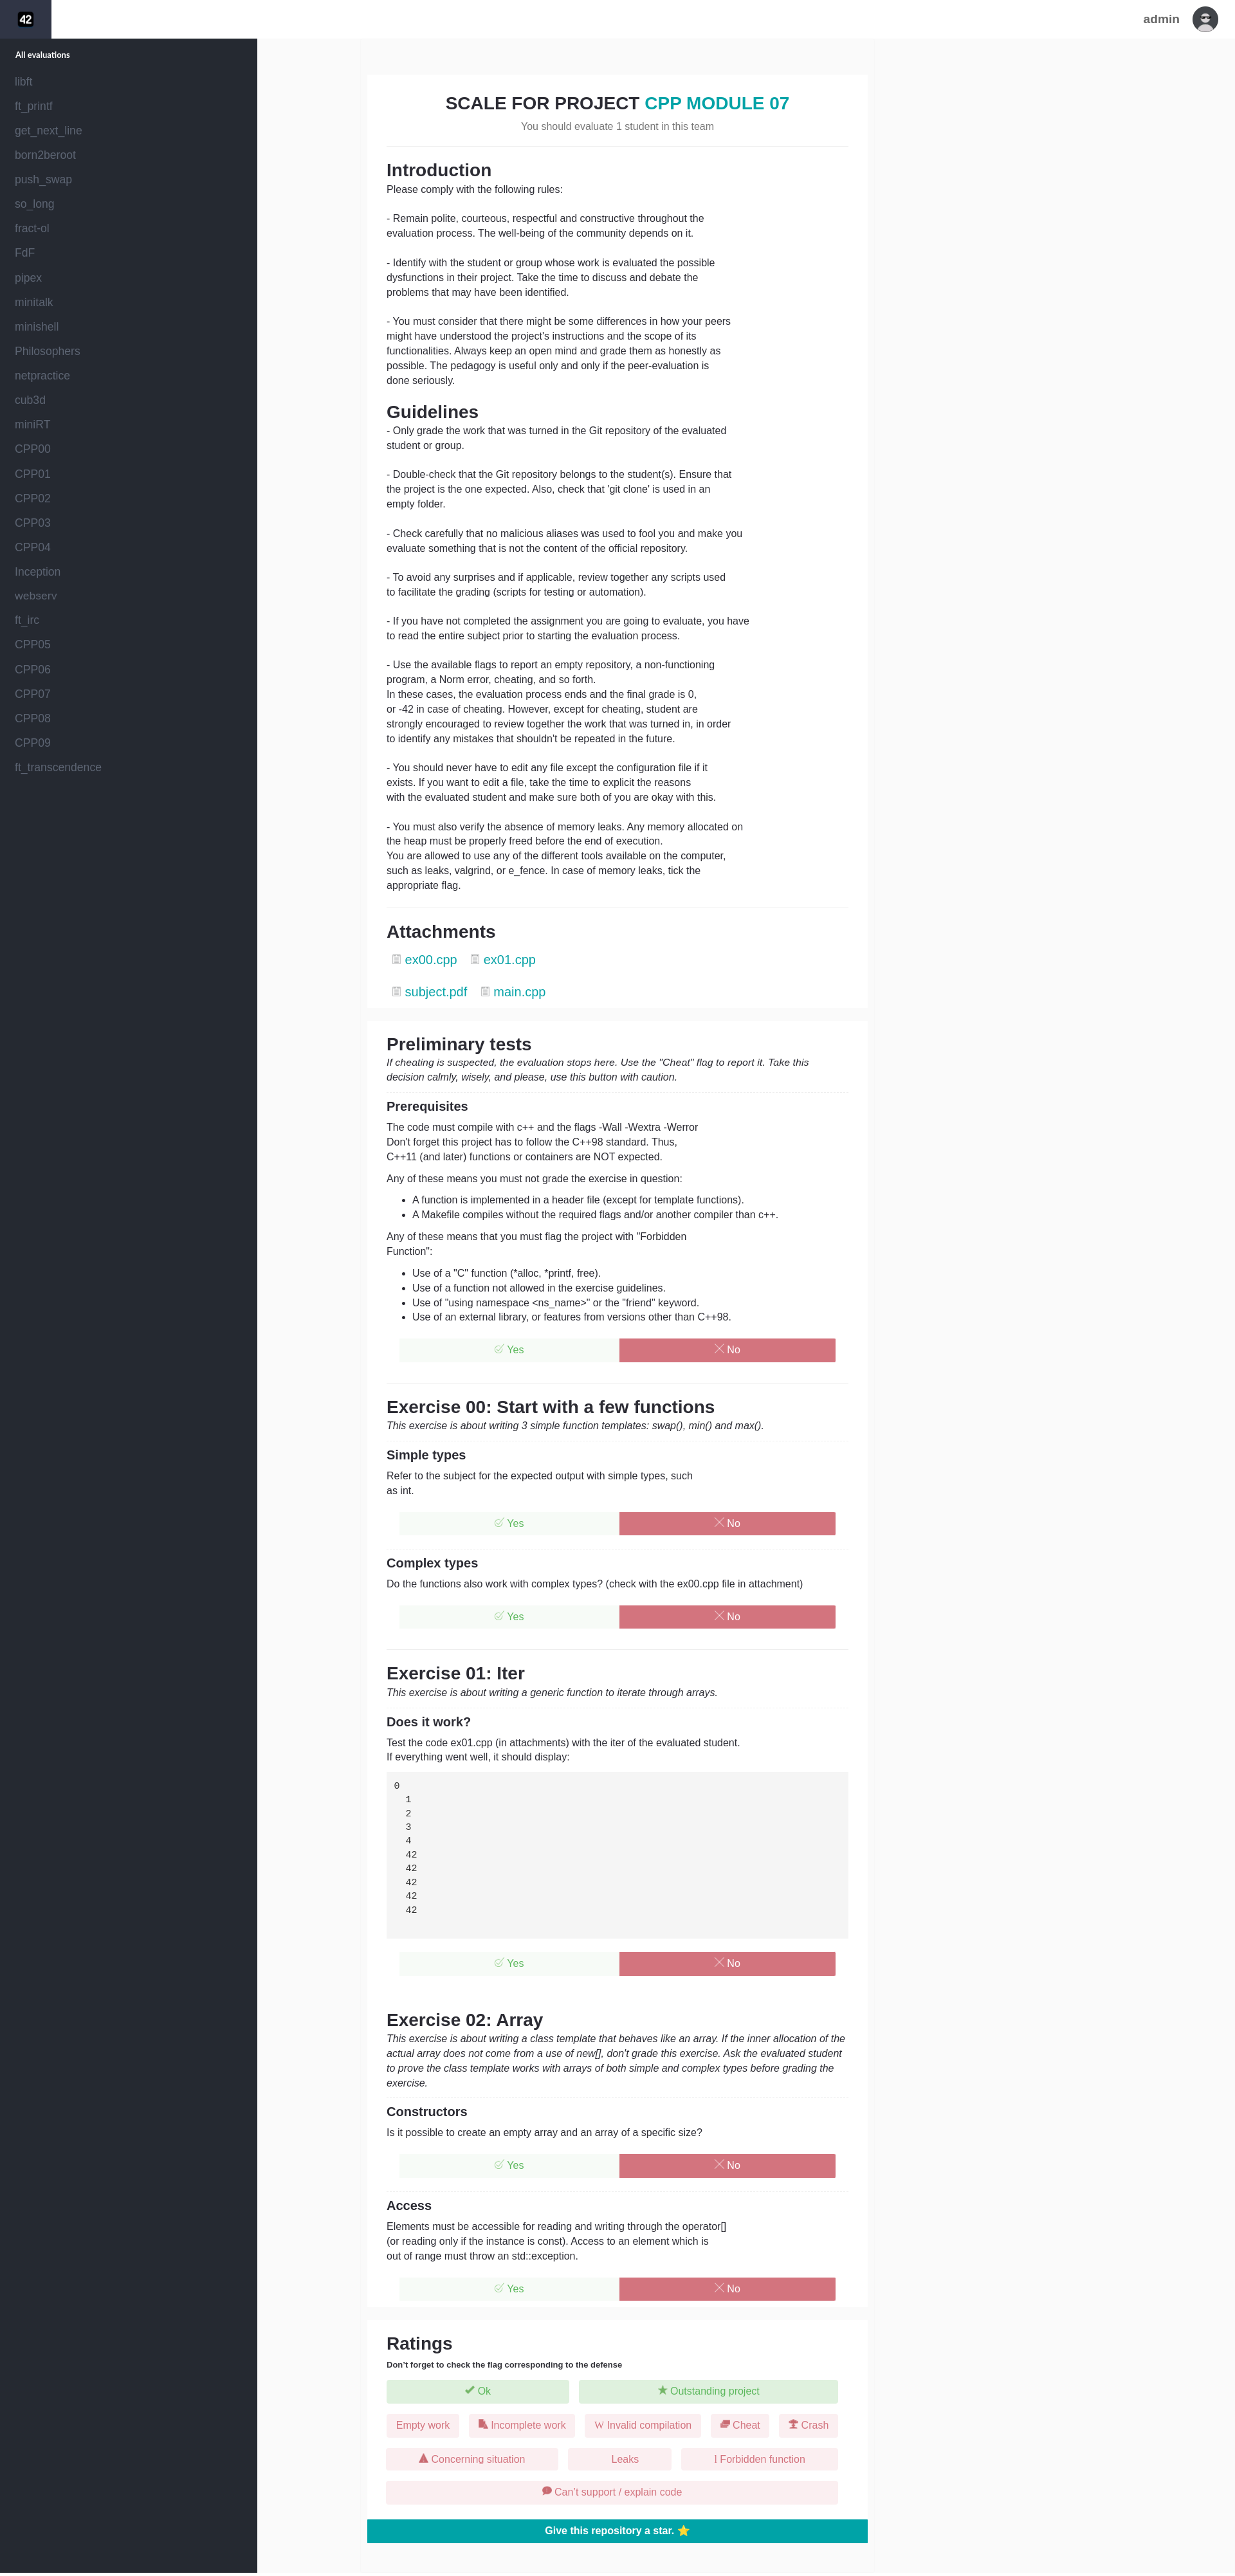 42
admin
All evaluations
libft
ft_printf
get_next_line
born2beroot
push_swap
so_long
fract-ol
FdF
pipex
minitalk
minishell
Philosophers
netpractice
cub3d
miniRT
CPP00
CPP01
CPP02
CPP03
CPP04
Inception
webserv
ft_irc
CPP05
CPP06
CPP07
CPP08
CPP09
ft_transcendence
SCALE FOR PROJECT CPP MODULE 07
You should evaluate 1 student in this team
Introduction
Please comply with the following rules:
- Remain polite, courteous, respectful and constructive throughout the
evaluation process. The well-being of the community depends on it.
- Identify with the student or group whose work is evaluated the possible
dysfunctions in their project. Take the time to discuss and debate the
problems that may have been identified.
- You must consider that there might be some differences in how your peers
might have understood the project's instructions and the scope of its
functionalities. Always keep an open mind and grade them as honestly as
possible. The pedagogy is useful only and only if the peer-evaluation is
done seriously.
Guidelines
- Only grade the work that was turned in the Git repository of the evaluated
student or group.
- Double-check that the Git repository belongs to the student(s). Ensure that
the project is the one expected. Also, check that 'git clone' is used in an
empty folder.
- Check carefully that no malicious aliases was used to fool you and make you
evaluate something that is not the content of the official repository.
- To avoid any surprises and if applicable, review together any scripts used
to facilitate the grading (scripts for testing or automation).
- If you have not completed the assignment you are going to evaluate, you have
to read the entire subject prior to starting the evaluation process.
- Use the available flags to report an empty repository, a non-functioning
program, a Norm error, cheating, and so forth.
In these cases, the evaluation process ends and the final grade is 0,
or -42 in case of cheating. However, except for cheating, student are
strongly encouraged to review together the work that was turned in, in order
to identify any mistakes that shouldn't be repeated in the future.
- You should never have to edit any file except the configuration file if it
exists. If you want to edit a file, take the time to explicit the reasons
with the evaluated student and make sure both of you are okay with this.
- You must also verify the absence of memory leaks. Any memory allocated on
the heap must be properly freed before the end of execution.
You are allowed to use any of the different tools available on the computer,
such as leaks, valgrind, or e_fence. In case of memory leaks, tick the
appropriate flag.
Attachments
ex00.cpp ex01.cpp
subject.pdf main.cpp
Preliminary tests
If cheating is suspected, the evaluation stops here. Use the "Cheat" flag to report it. Take this
decision calmly, wisely, and please, use this button with caution.
Prerequisites
The code must compile with c++ and the flags -Wall -Wextra -Werror
Don't forget this project has to follow the C++98 standard. Thus,
C++11 (and later) functions or containers are NOT expected.
Any of these means you must not grade the exercise in question:
• A function is implemented in a header file (except for template functions).
• A Makefile compiles without the required flags and/or another compiler than c++.
Any of these means that you must flag the project with "Forbidden
Function":
• Use of a "C" function (*alloc, *printf, free).
• Use of a function not allowed in the exercise guidelines.
• Use of "using namespace <ns_name>" or the "friend" keyword.
• Use of an external library, or features from versions other than C++98.
Yes No
Exercise 00: Start with a few functions
This exercise is about writing 3 simple function templates: swap(), min() and max().
Simple types
Refer to the subject for the expected output with simple types, such
as int.
Yes No
Complex types
Do the functions also work with complex types? (check with the ex00.cpp file in attachment)
Yes No
Exercise 01: Iter
This exercise is about writing a generic function to iterate through arrays.
Does it work?
Test the code ex01.cpp (in attachments) with the iter of the evaluated student.
If everything went well, it should display:
0
1
2
3
4
42
42
42
42
42
Yes No
Exercise 02: Array
This exercise is about writing a class template that behaves like an array. If the inner allocation of the
actual array does not come from a use of new[], don't grade this exercise. Ask the evaluated student
to prove the class template works with arrays of both simple and complex types before grading the
exercise.
Constructors
Is it possible to create an empty array and an array of a specific size?
Yes No
Access
Elements must be accessible for reading and writing through the operator[]
(or reading only if the instance is const). Access to an element which is
out of range must throw an std::exception.
Yes No
Ratings
Don't forget to check the flag corresponding to the defense
Ok Outstanding project
Empty work Incomplete work W Invalid compilation Cheat Crash
Concerning situation Leaks Forbidden function
Can't support / explain code
Give this repository a star. ⭐